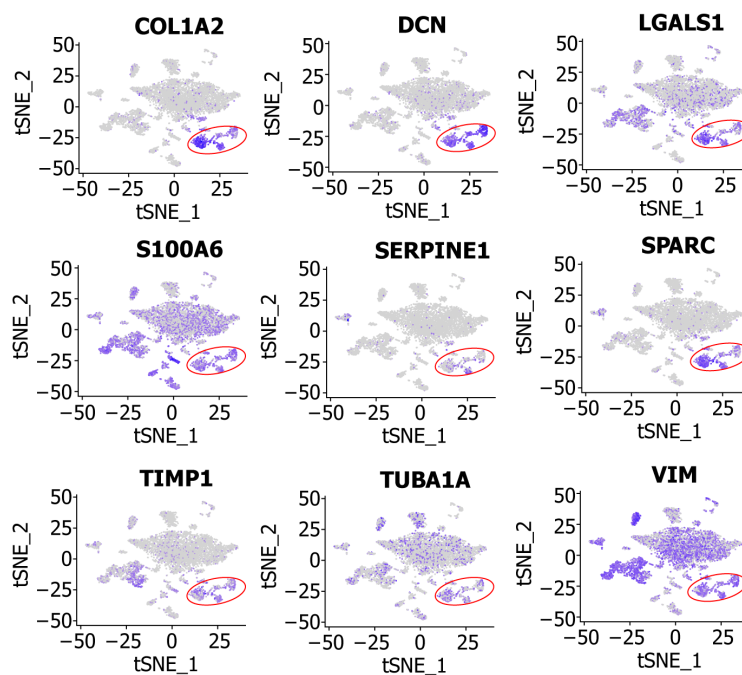 COL1A2 DCN LGALS1
50 50 50
25 25 25
0 0 0
−25 −25 −25
−50 −50 −50
tSNE_2 tSNE_2 tSNE_2
−50 −25 0 25 −50 −25 0 25 −50 −25 0 25
tSNE_1 tSNE_1 tSNE_1
S100A6 SERPINE1 SPARC
50 50 50
25 25 25
0 0 0
−25 −25 −25
−50 −50 −50
tSNE_2 tSNE_2 tSNE_2
−50 −25 0 25 −50 −25 0 25 −50 −25 0 25
tSNE_1 tSNE_1 tSNE_1
TIMP1 TUBA1A VIM
50 50 50
25 25 25
0 0 0
−25 −25 −25
−50 −50 −50
tSNE_2 tSNE_2 tSNE_2
−50 −25 0 25 −50 −25 0 25 −50 −25 0 25
tSNE_1 tSNE_1 tSNE_1